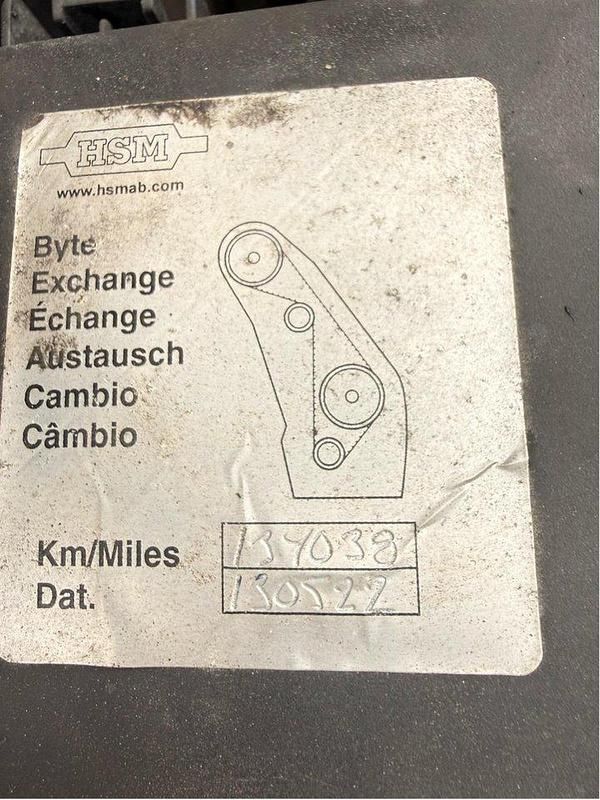 HSM
www.hsmab.com
Byte
Exchange
Échange
Austausch
Cambio
Câmbio
Km/Miles 134038
Dat. 130522